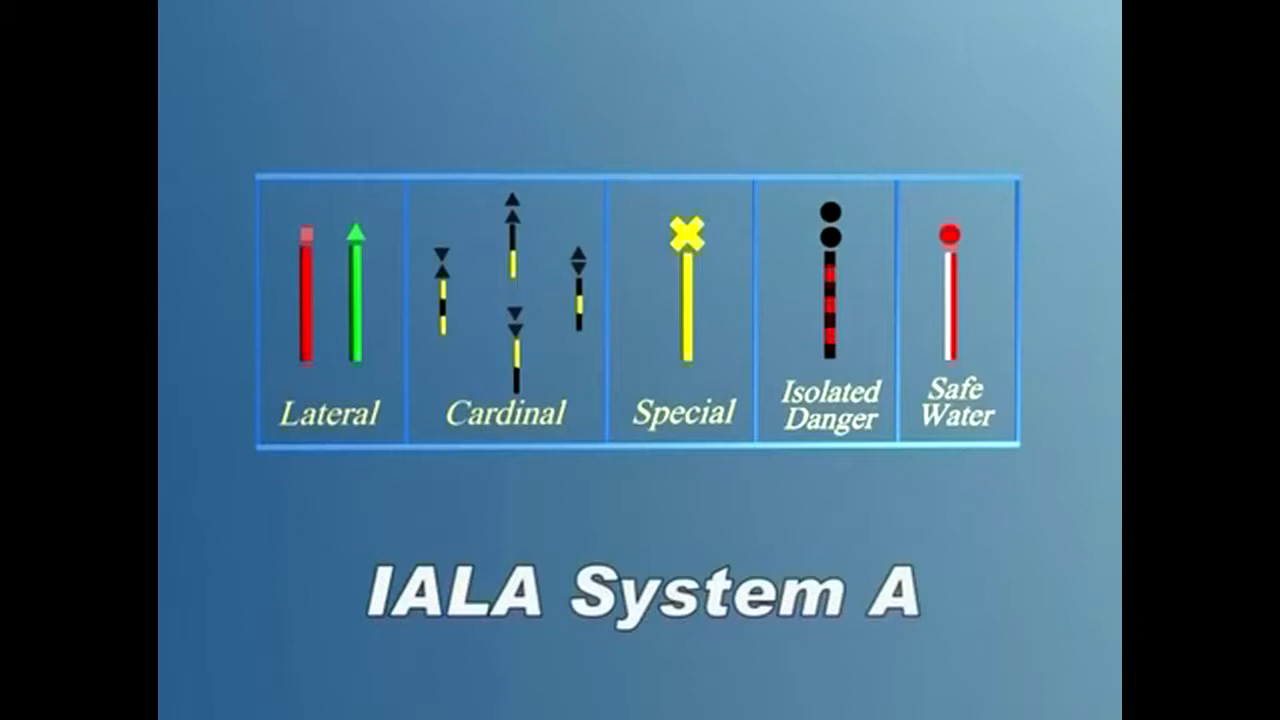 Lateral
Cardinal
Special
Isolated
Danger
Safe
Water
IALA System A